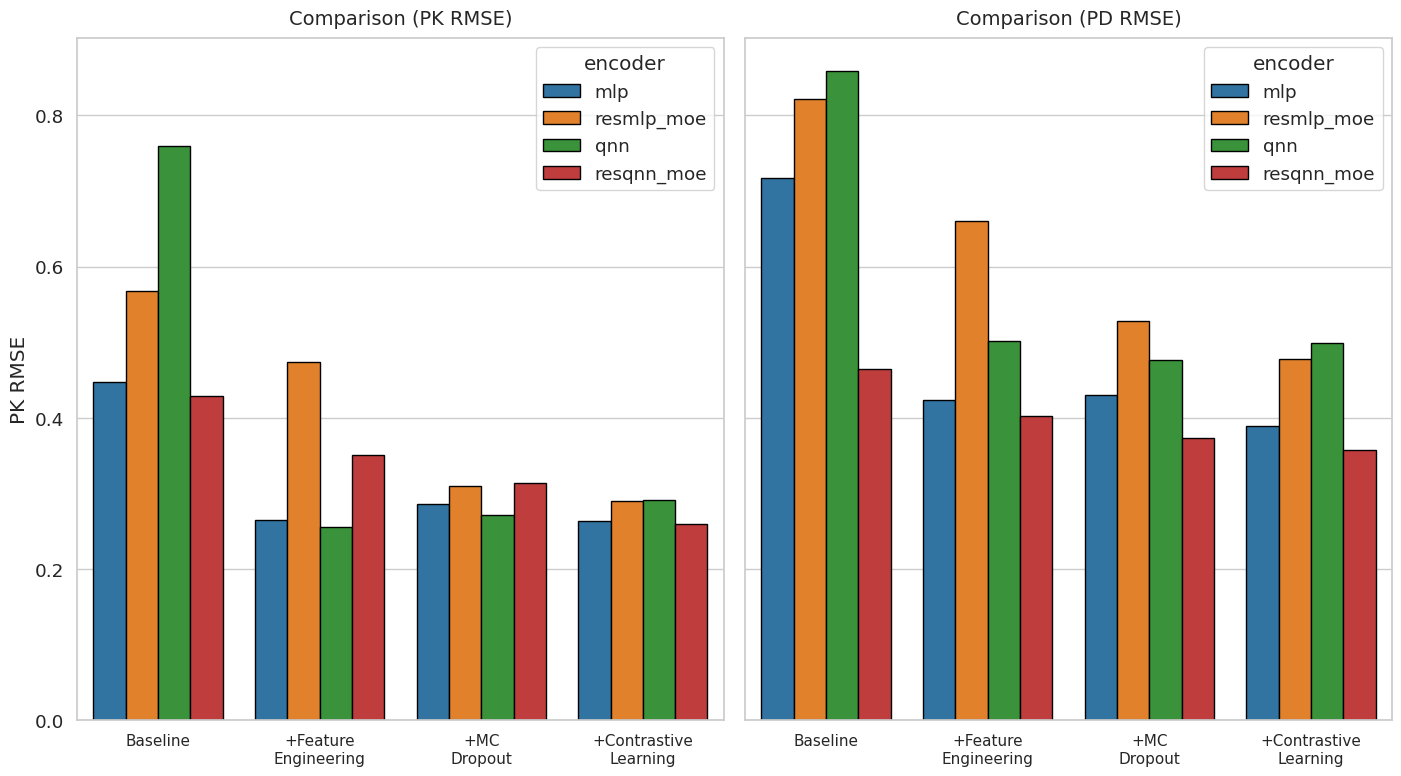 Comparison (PK RMSE)
PK RMSE
0.8
0.6
0.4
0.2
0.0
encoder
mlp
resmlp_moe
qnn
resqnn_moe
Baseline
+Feature
Engineering
+MC
Dropout
+Contrastive
Learning
Comparison (PD RMSE)
encoder
mlp
resmlp_moe
qnn
resqnn_moe
Baseline
+Feature
Engineering
+MC
Dropout
+Contrastive
Learning